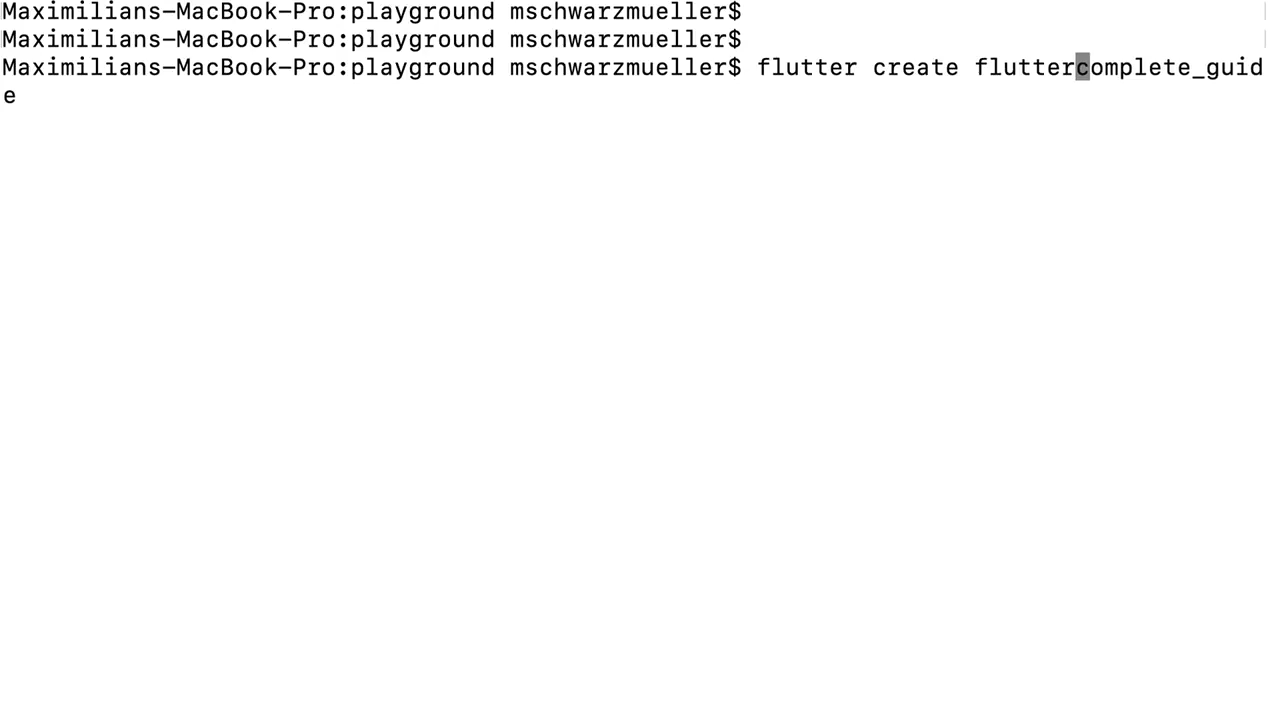 Maximilians-MacBook-Pro:playground mschwarzmueller$
Maximilians-MacBook-Pro:playground mschwarzmueller$
Maximilians-MacBook-Pro:playground mschwarzmueller$ flutter create fluttercomplete_guid
e